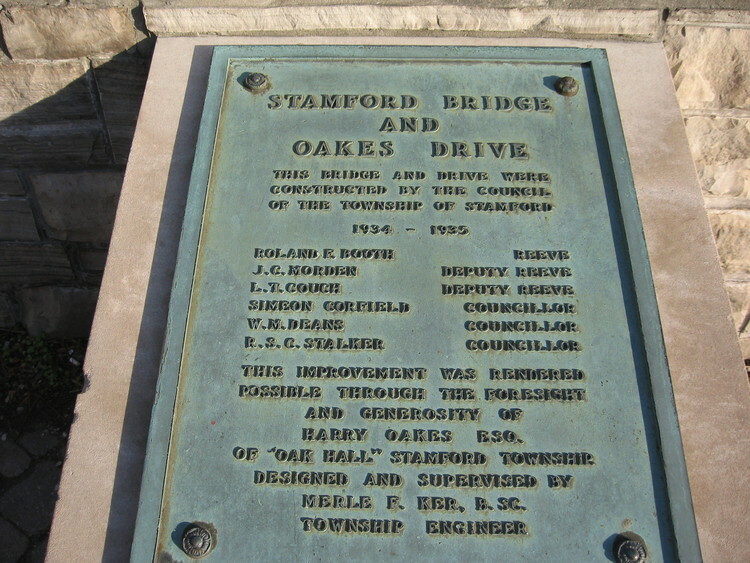 STAMFORD BRIDGE
AND
OAKES DRIVE
THIS BRIDGE AND DRIVE WERE
CONSTRUCTED BY THE COUNCIL
OF THE TOWNSHIP OF STAMFORD
1934 - 1935
ROLAND F. BOOTH REEVE
J.G. MORDEN DEPUTY REEVE
L.T. COUCH DEPUTY REEVE
SIMEON CORFIELD COUNCILLOR
W.M. DEANS COUNCILLOR
R.S.G. STALKER COUNCILLOR
THIS IMPROVEMENT WAS RENDERED
POSSIBLE THROUGH THE FORESIGHT
AND GENEROSITY OF
HARRY OAKES ESQ.
OF "OAK HALL" STAMFORD TOWNSHIP.
DESIGNED AND SUPERVISED BY
MERLE F. KER, B.SC.
TOWNSHIP ENGINEER